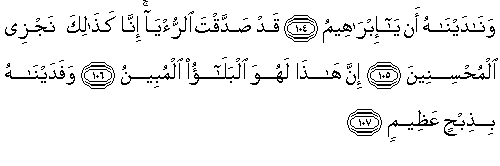 وَنَـٰدَيْنَـٰهُ أَن يَـٰٓإِبْرَٰهِيمُ ١٠٤ قَدْ صَدَّقْتَ ٱلرُّءْيَآ ۚ إِنَّا كَذَٰلِكَ نَجْزِى
ٱلْمُحْسِنِينَ ١٠٥ إِنَّ هَـٰذَا لَهُوَ ٱلْبَلَـٰٓؤُا۟ ٱلْمُبِينُ ١٠٦ وَفَدَيْنَـٰهُ
بِذِبْحٍ عَظِيمٍ ١٠٧